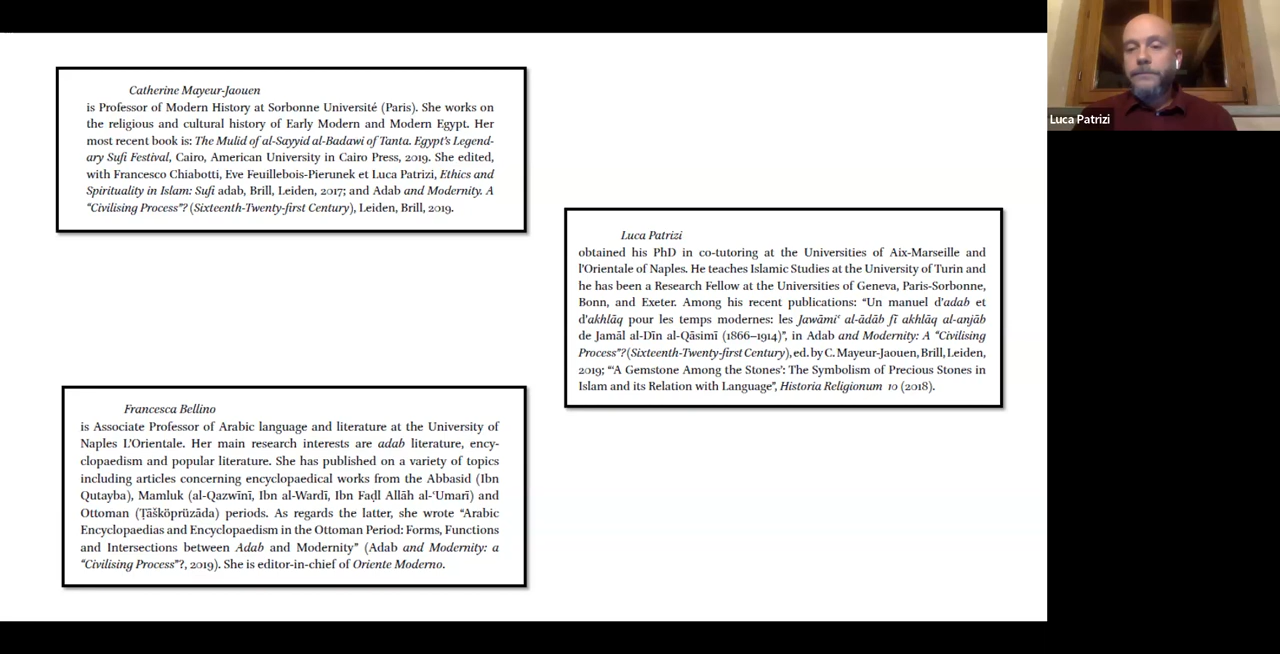 Catherine Mayeur-Jaouen
is Professor of Modern History at Sorbonne Université (Paris). She works on
the religious and cultural history of Early Modern and Modern Egypt. Her
most recent book is: The Mulid of al-Sayyid al-Badawi of Tanta. Egypt's Legend-
ary Sufi Festival, Cairo, American University in Cairo Press, 2019. She edited,
with Francesco Chiabotti, Eve Feuillebois-Pierunek et Luca Patrizi, Ethics and
Spirituality in Islam: Sufi adab, Brill, Leiden, 2017; and Adab and Modernity. A
“Civilising Process”? (Sixteenth-Twenty-first Century), Leiden, Brill, 2019.
Luca Patrizi
obtained his PhD in co-tutoring at the Universities of Aix-Marseille and
l'Orientale of Naples. He teaches Islamic Studies at the University of Turin and
he has been a Research Fellow at the Universities of Geneva, Paris-Sorbonne,
Bonn, and Exeter. Among his recent publications: “Un manuel d'adab et
d'akhlāq pour les temps modernes: les Jawāmiʿ al-ādāb fī akhlāq al-anjāb
de Jamāl al-Dīn al-Qāsimī (1866–1914)”, in Adab and Modernity: A “Civilising
Process”? (Sixteenth-Twenty-first Century), ed. by C. Mayeur-Jaouen, Brill, Leiden,
2019; “‘A Gemstone Among the Stones’: The Symbolism of Precious Stones in
Islam and its Relation with Language”, Historia Religionum 10 (2018).
Francesca Bellino
is Associate Professor of Arabic language and literature at the University of
Naples L'Orientale. Her main research interests are adab literature, ency-
clopaedism and popular literature. She has published on a variety of topics
including articles concerning encyclopaedical works from the Abbasid (Ibn
Qutayba), Mamluk (al-Qazwīnī, Ibn al-Wardī, Ibn Faḍl Allāh al-ʿUmarī) and
Ottoman (Ṭāšköprüzāda) periods. As regards the latter, she wrote “Arabic
Encyclopaedias and Encyclopaedism in the Ottoman Period: Forms, Functions
and Intersections between Adab and Modernity” (Adab and Modernity: a
“Civilising Process”?, 2019). She is editor-in-chief of Oriente Moderno.
Luca Patrizi